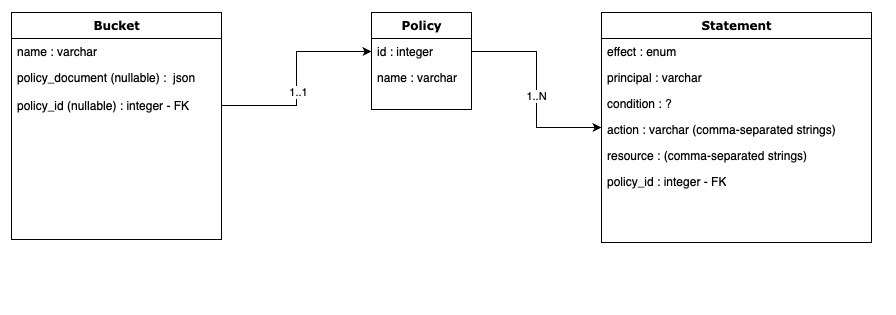 Bucket
name : varchar
policy_document (nullable) : json
policy_id (nullable) : integer - FK
1..1
Policy
id : integer
name : varchar
1..N
Statement
effect : enum
principal : varchar
condition : ?
action : varchar (comma-separated strings)
resource : (comma-separated strings)
policy_id : integer - FK